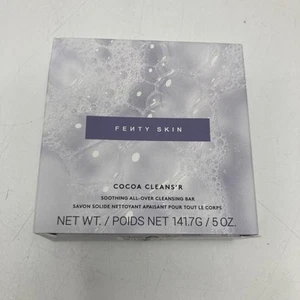 FEИTY SKIN
COCOA CLEANS'R
SOOTHING ALL-OVER CLEANSING BAR
SAVON SOLIDE NETTOYANT APAISANT POUR TOUT LE CORPS
NET WT. / POIDS NET 141.7G / 5 OZ.